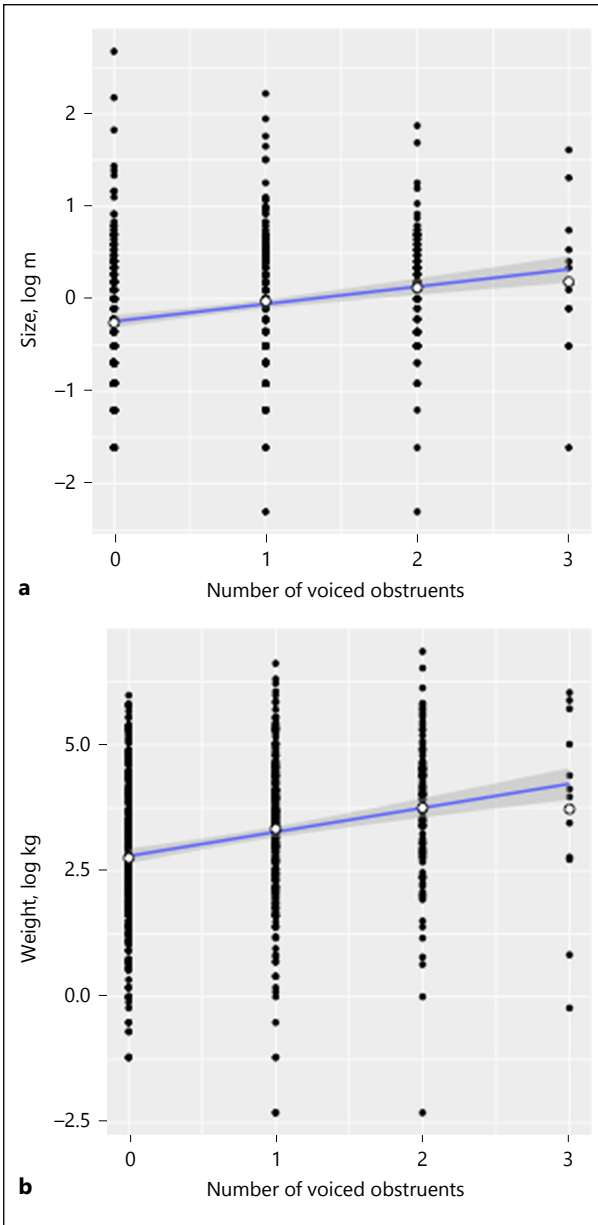 2
1
0
–1
–2
Size, log m
0 1 2 3
a
Number of voiced obstruents
5.0
2.5
0.0
–2.5
Weight, log kg
0 1 2 3
b
Number of voiced obstruents